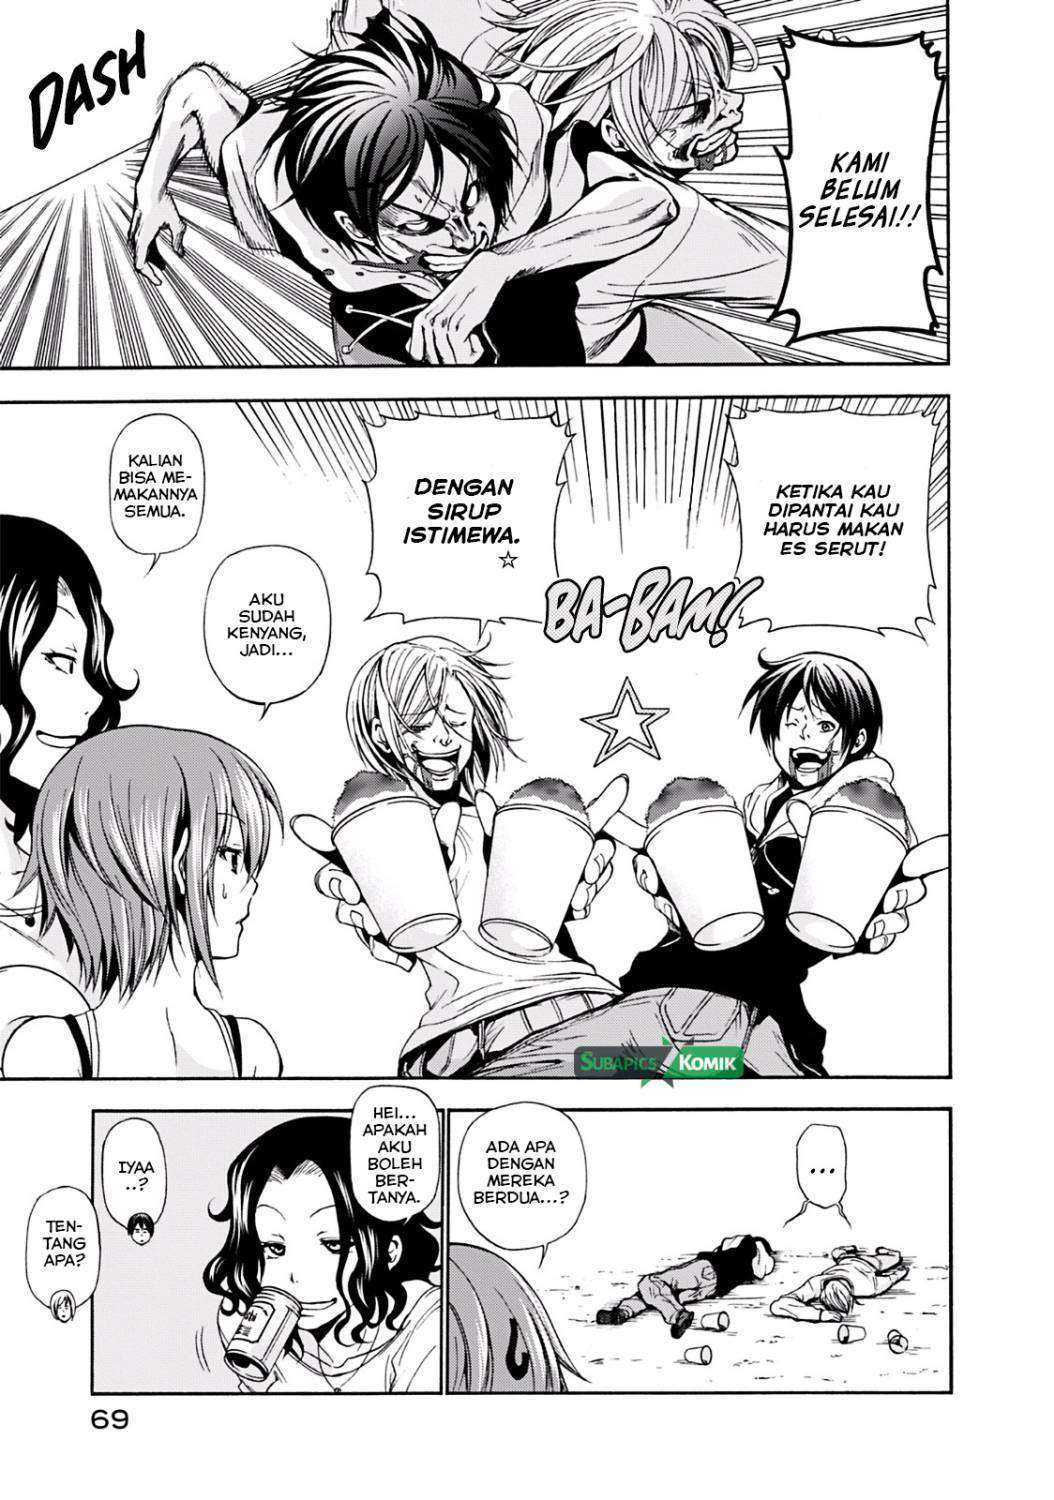 DASH
KAMI
BELUM
SELESAI!!
KETIKA KAU
DIPANTAI KAU
HARUS MAKAN
ES SERUT!
DENGAN
SIRUP
ISTIMEWA.
☆
BA-BAM!
KALIAN
BISA ME-
MAKANNYA
SEMUA.
AKU
SUDAH
KENYANG,
JADI...
SUBAPICS KOMIK
...
ADA APA
DENGAN
MEREKA
BERDUA...?
HEI...
APAKAH
AKU
BOLEH
BER-
TANYA.
IYAA
..?
TEN-
TANG
APA?
69